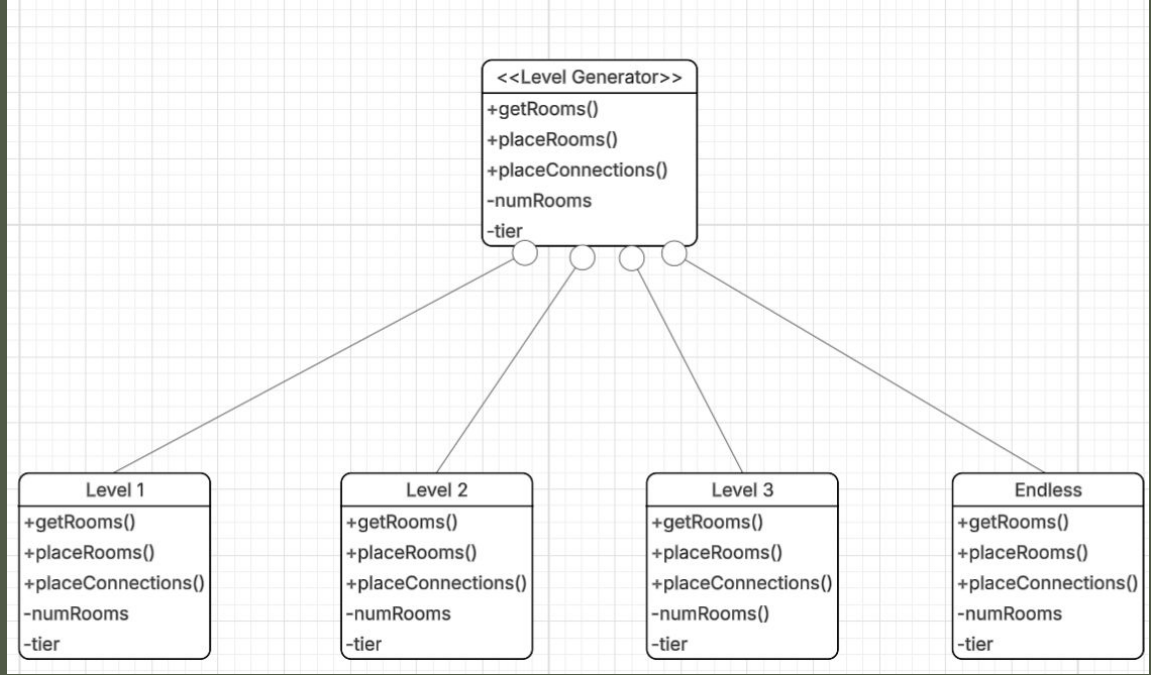 <<Level Generator>>
+getRooms()
+placeRooms()
+placeConnections()
-numRooms
-tier
Level 1
+getRooms()
+placeRooms()
+placeConnections()
-numRooms
-tier
Level 2
+getRooms()
+placeRooms()
+placeConnections()
-numRooms
-tier
Level 3
+getRooms()
+placeRooms()
+placeConnections()
-numRooms()
-tier
Endless
+getRooms()
+placeRooms()
+placeConnections()
-numRooms
-tier